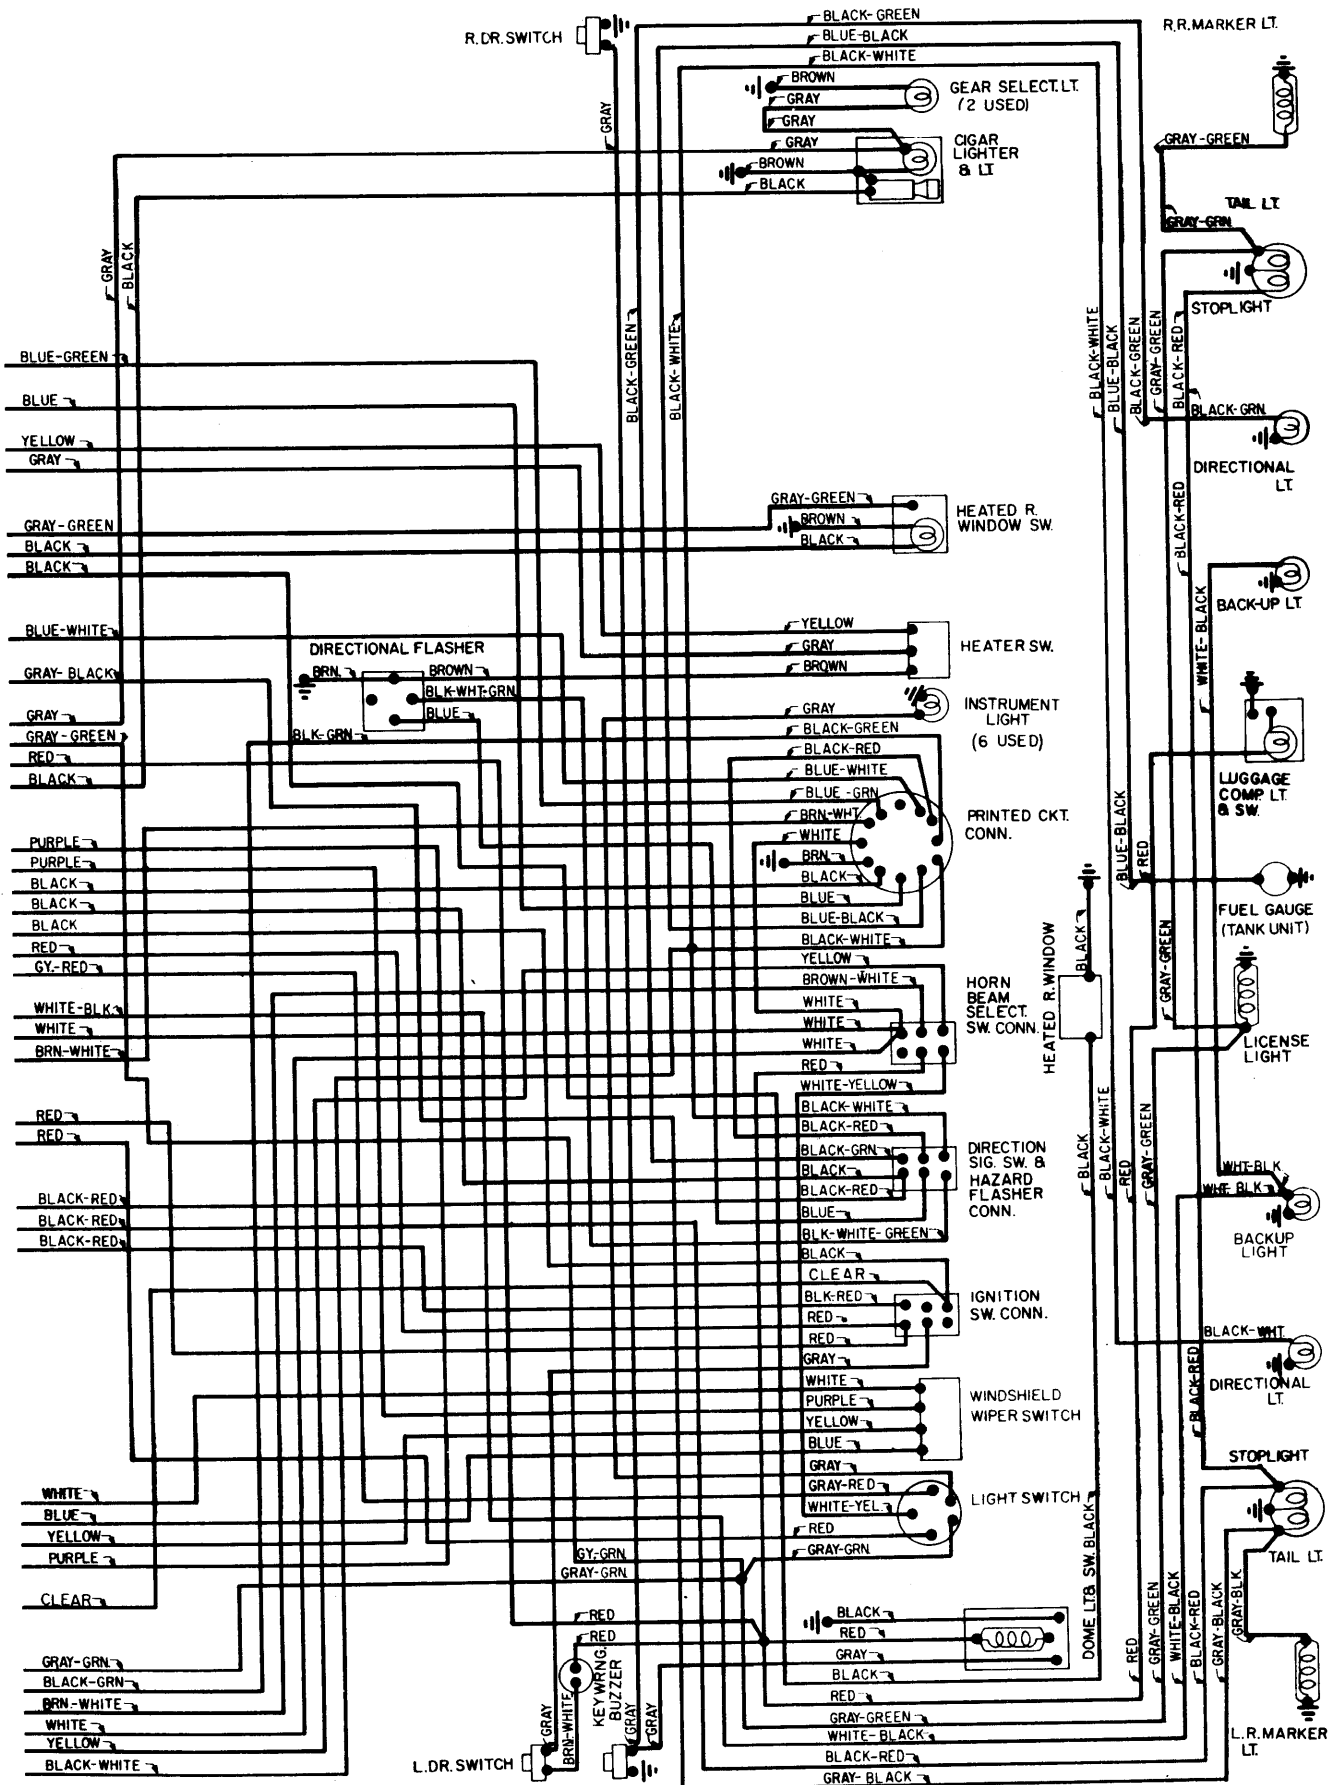 BLACK-GREEN
R.DR.SWITCH
BLUE-BLACK
R.R.MARKER LT.
BLACK-WHITE
BROWN
GEAR SELECT.LT.
(2 USED)
GRAY
GRAY
GRAY
GRAY
CIGAR
LIGHTER
& LT
BROWN
BLACK
GRAY-GREEN
TAIL LT.
GRAY-GRN
GRAY
BLACK
STOPLIGHT
BLACK-GREEN
BLACK-WHITE
BLACK-WHITE
BLUE-BLACK
BLACK-GREEN
GRAY-GREEN
BLACK-RED
BLUE-GREEN
BLUE
BLACK-GRN
YELLOW
GRAY
DIRECTIONAL
LT.
GRAY-GREEN
BLACK-RED
HEATED R.
WINDOW SW.
GRAY-GREEN
BROWN
BLACK
BLACK
BLACK
BACK-UP LT.
WHITE-BLACK
BLUE-WHITE
DIRECTIONAL FLASHER
YELLOW
GRAY
HEATER SW.
GRAY-BLACK
BRN.
BROWN
BROWN
BLK-WHT-GRN
GRAY
BLUE
GRAY
INSTRUMENT
LIGHT
(6 USED)
GRAY-GREEN
BLK-GRN
BLACK-GREEN
RED
BLACK-RED
BLACK
BLUE-WHITE
LUGGAGE
COMP. LT.
& SW.
BLUE-GRN
BRN-WHT.
PRINTED CKT.
CONN.
PURPLE
WHITE
PURPLE
BRN.
BLUE-BLACK
RED
BLACK
BLACK
BLACK
BLUE
FUEL GAUGE
(TANK UNIT)
BLACK
BLUE-BLACK
RED
BLACK-WHITE
BLACK
GRAY-GREEN
GY.-RED
YELLOW
BROWN-WHITE
HORN
BEAM
SELECT.
SW. CONN.
HEATED R.WINDOW
WHITE-BLK.
WHITE
WHITE
WHITE
LICENSE
LIGHT
BRN-WHITE
WHITE
RED
WHITE-YELLOW
RED
BLACK-WHITE
RED
BLACK-RED
BLACK
BLACK-WHITE
RED
GRAY-GREEN
BLACK-GRN
DIRECTION
SIG. SW. &
HAZARD
FLASHER
CONN.
BLACK
WHT-BLK
BLACK-RED
BLACK-RED
WHT. BLK
BLACK-RED
BLUE
BLACK-RED
BLK-WHITE-GREEN
BACKUP
LIGHT
BLACK
CLEAR
BLK-RED
IGNITION
SW. CONN.
RED
RED
BLACK-WHT.
GRAY
BLACK-RED
WHITE
WINDSHIELD
WIPER SWITCH
PURPLE
DIRECTIONAL
LT.
YELLOW
BLUE
STOPLIGHT
GRAY
GRAY-RED
LIGHT SWITCH
WHITE
WHITE-YEL.
BLUE
RED
YELLOW
GY.-GRN
GRAY-GRN.
PURPLE
GRAY-GRN.
TAIL LT.
CLEAR
RED
BLACK
RED
RED
DOME LT.& SW. BLACK
GRAY-BLK
GRAY
RED
GRAY-GREEN
WHITE-BLACK
BLACK-RED
GRAY-BLACK
GRAY-GRN.
BLACK
BLACK-GRN
KEY WRNG.
BUZZER
RED
BRN.-WHITE
GRAY-GREEN
WHITE
GRAY
BRN-WHITE
GRAY
GRAY
WHITE-BLACK
L.R.MARKER
LT.
YELLOW
BLACK-RED
BLACK-WHITE
L.DR.SWITCH
GRAY-BLACK